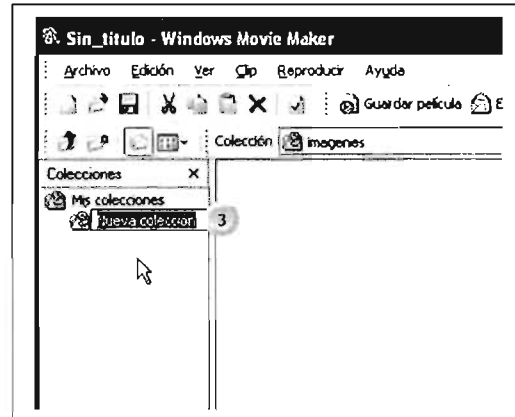 Sin_titulo - Windows Movie Maker
Archivo Edición Ver Clip Reproducir Ayuda
Guardar película E
Colección imagenes
Colecciones ×
Mis colecciones
Nueva coleccion 3